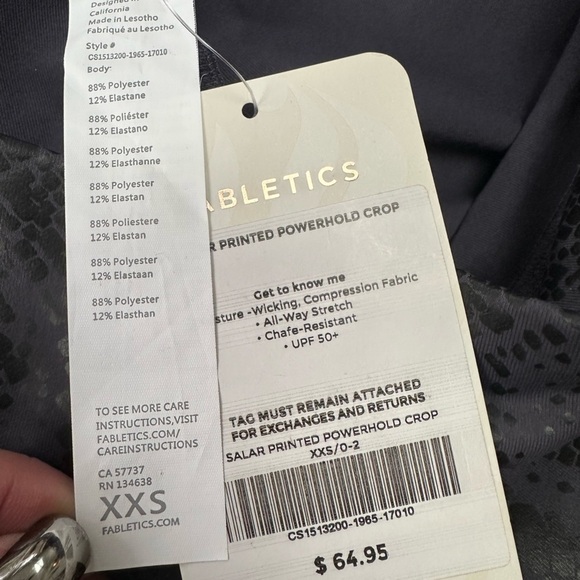 Designed in
California
Made in Lesotho
Fabriqué au Lesotho
Style #
CS1513200-1965-17010
Body:
88% Polyester
12% Elastane
88% Poliéster
12% Elastano
88% Polyester
12% Elasthanne
88% Polyester
12% Elastan
88% Poliestere
12% Elastan
88% Polyester
12% Elastaan
88% Polyester
12% Elasthan
TO SEE MORE CARE
INSTRUCTIONS,VISIT
FABLETICS.COM/
CAREINSTRUCTIONS
CA 57737
RN 134638
XXS
FABLETICS.COM
ABLETICS
R PRINTED POWERHOLD CROP
Get to know me
sture -Wicking, Compression Fabric
• All-Way Stretch
• Chafe-Resistant
• UPF 50+
TAG MUST REMAIN ATTACHED
FOR EXCHANGES AND RETURNS
SALAR PRINTED POWERHOLD CROP
XXS/0-2
CS1513200-1965-17010
$ 64.95